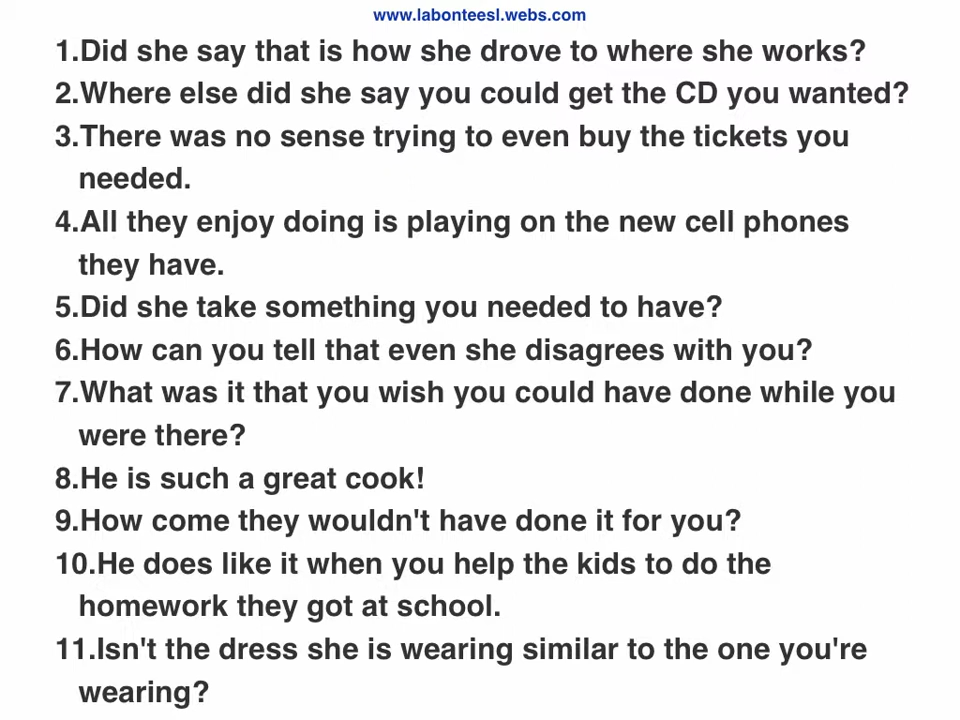 www.labonteesl.webs.com
1.Did she say that is how she drove to where she works?
2.Where else did she say you could get the CD you wanted?
3.There was no sense trying to even buy the tickets you
needed.
4.All they enjoy doing is playing on the new cell phones
they have.
5.Did she take something you needed to have?
6.How can you tell that even she disagrees with you?
7.What was it that you wish you could have done while you
were there?
8.He is such a great cook!
9.How come they wouldn't have done it for you?
10.He does like it when you help the kids to do the
homework they got at school.
11.Isn't the dress she is wearing similar to the one you're
wearing?